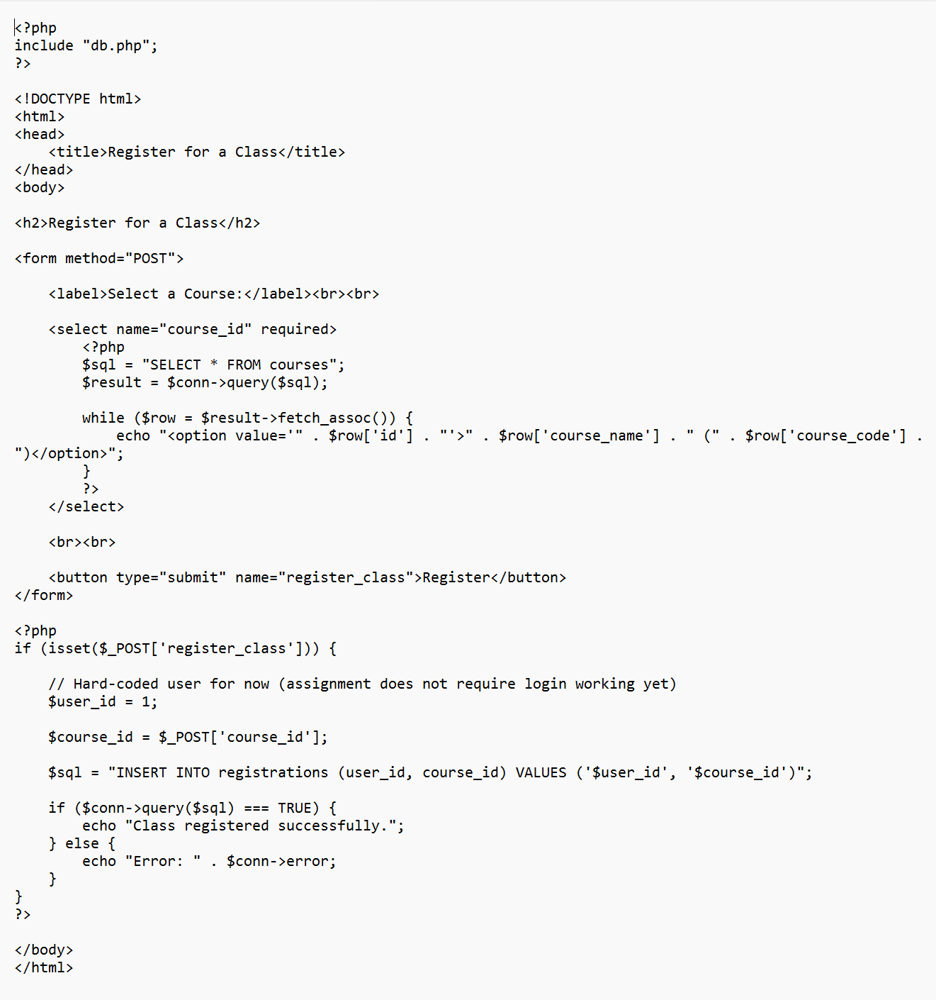 <?php
include "db.php";
?>

<!DOCTYPE html>
<html>
<head>
    <title>Register for a Class</title>
</head>
<body>

<h2>Register for a Class</h2>

<form method="POST">

    <label>Select a Course:</label><br><br>

    <select name="course_id" required>
        <?php
        $sql = "SELECT * FROM courses";
        $result = $conn->query($sql);

        while ($row = $result->fetch_assoc()) {
            echo "<option value='" . $row['id'] . "'>" . $row['course_name'] . " (" . $row['course_code'] .
")</option>";
        }
        ?>
    </select>

    <br><br>

    <button type="submit" name="register_class">Register</button>
</form>

<?php
if (isset($_POST['register_class'])) {

    // Hard-coded user for now (assignment does not require login working yet)
    $user_id = 1;

    $course_id = $_POST['course_id'];

    $sql = "INSERT INTO registrations (user_id, course_id) VALUES ('$user_id', '$course_id')";

    if ($conn->query($sql) === TRUE) {
        echo "Class registered successfully.";
    } else {
        echo "Error: " . $conn->error;
    }
}
?>

</body>
</html>